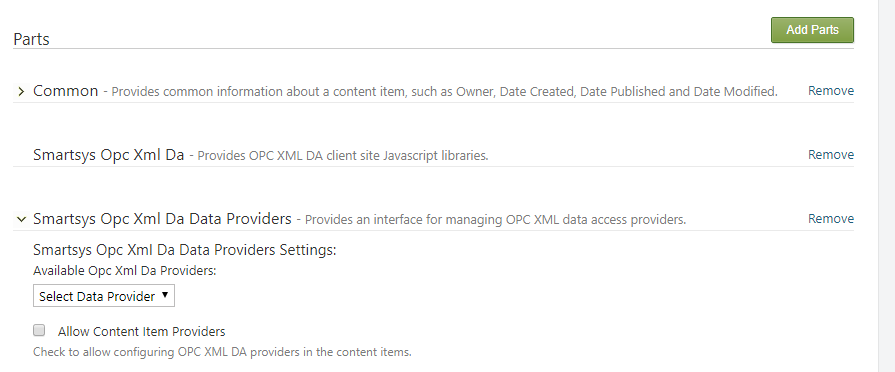 Parts
Add Parts
Common - Provides common information about a content item, such as Owner, Date Created, Date Published and Date Modified.
Remove
Smartsys Opc Xml Da - Provides OPC XML DA client site Javascript libraries.
Remove
Smartsys Opc Xml Da Data Providers - Provides an interface for managing OPC XML data access providers.
Remove
Smartsys Opc Xml Da Data Providers Settings:
Available Opc Xml Da Providers:
Select Data Provider
Allow Content Item Providers
Check to allow configuring OPC XML DA providers in the content items.